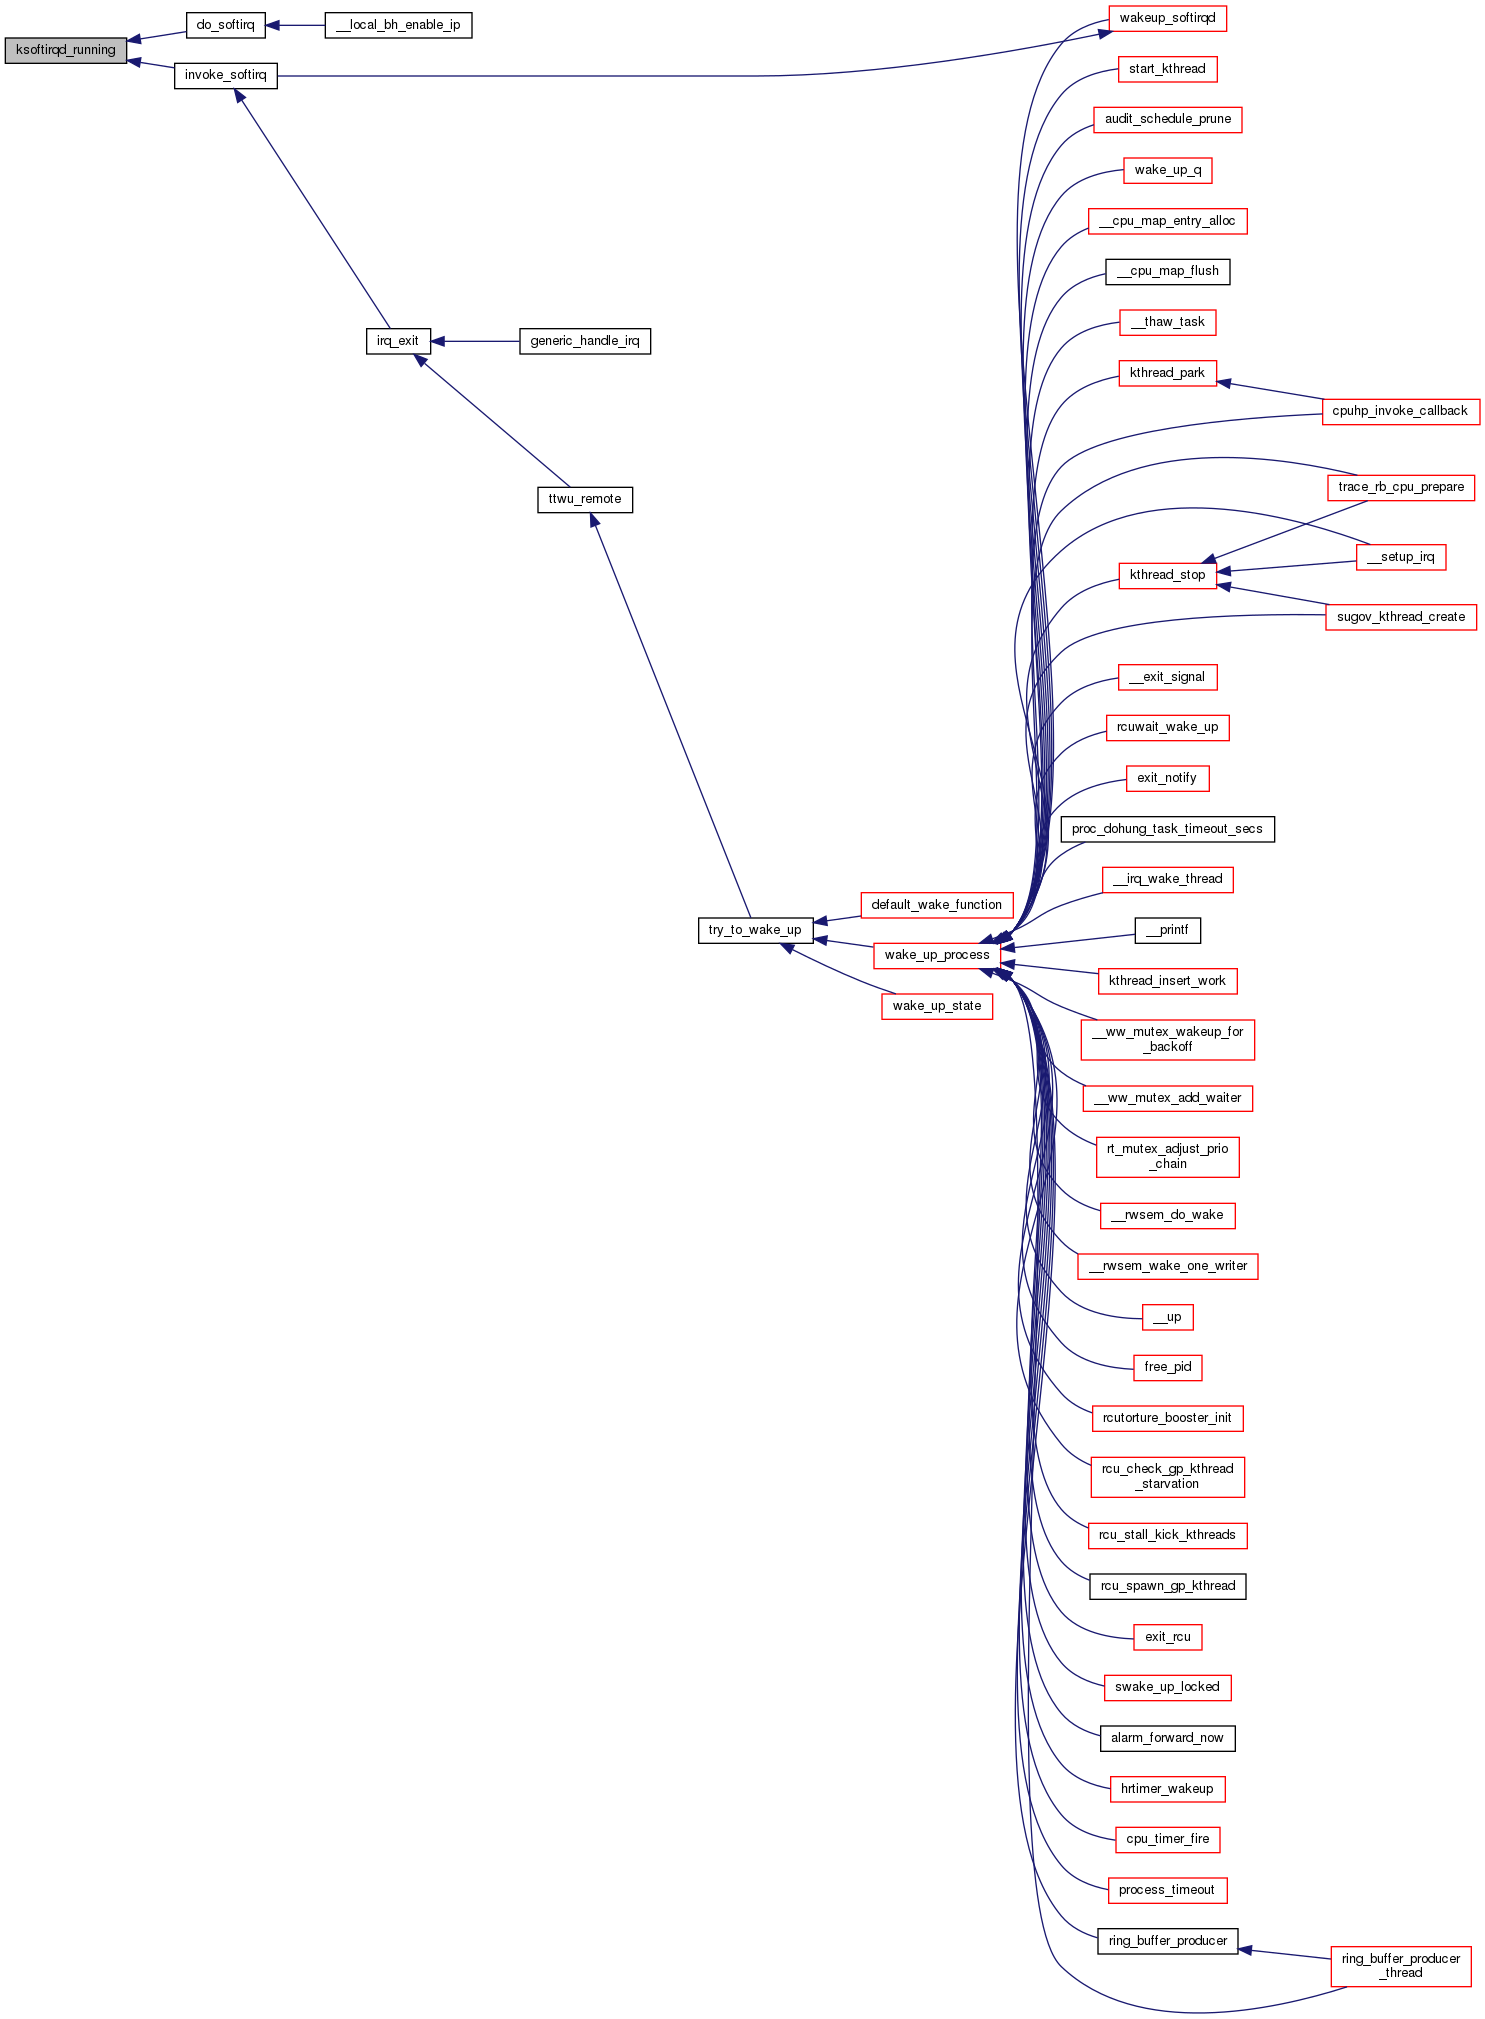 ksoftirqd_running
do_softirq
__local_bh_enable_ip
invoke_softirq
irq_exit
generic_handle_irq
ttwu_remote
try_to_wake_up
default_wake_function
wake_up_process
wake_up_state
wakeup_softirqd
start_kthread
audit_schedule_prune
wake_up_q
__cpu_map_entry_alloc
__cpu_map_flush
__thaw_task
kthread_park
cpuhp_invoke_callback
trace_rb_cpu_prepare
__setup_irq
kthread_stop
sugov_kthread_create
__exit_signal
rcuwait_wake_up
exit_notify
proc_dohung_task_timeout_secs
__irq_wake_thread
__printf
kthread_insert_work
__ww_mutex_wakeup_for
_backoff
__ww_mutex_add_waiter
rt_mutex_adjust_prio
_chain
__rwsem_do_wake
__rwsem_wake_one_writer
__up
free_pid
rcutorture_booster_init
rcu_check_gp_kthread
_starvation
rcu_stall_kick_kthreads
rcu_spawn_gp_kthread
exit_rcu
swake_up_locked
alarm_forward_now
hrtimer_wakeup
cpu_timer_fire
process_timeout
ring_buffer_producer
ring_buffer_producer
_thread